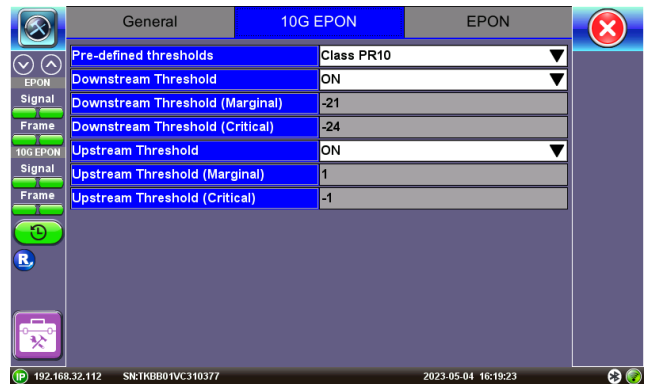 General 10G EPON EPON
Pre-defined thresholds Class PR10
Downstream Threshold ON
EPON
Signal
Downstream Threshold (Marginal) -21
Frame
Downstream Threshold (Critical) -24
10G EPON
Upstream Threshold ON
Signal
Upstream Threshold (Marginal) 1
Frame
Upstream Threshold (Critical) -1
R
IP 192.168.32.112 SN:TKBB01VC310377 2023-05-04 16:19:23